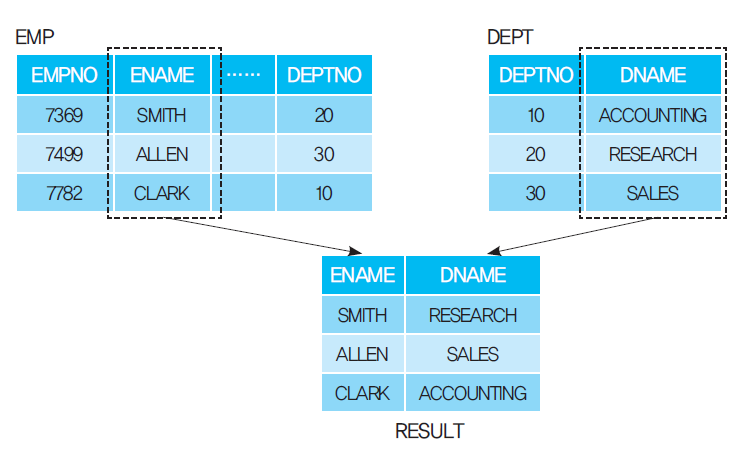 EMP
EMPNO ENAME ...... DEPTNO
7369 SMITH 20
7499 ALLEN 30
7782 CLARK 10
DEPT
DEPTNO DNAME
10 ACCOUNTING
20 RESEARCH
30 SALES
ENAME DNAME
SMITH RESEARCH
ALLEN SALES
CLARK ACCOUNTING
RESULT